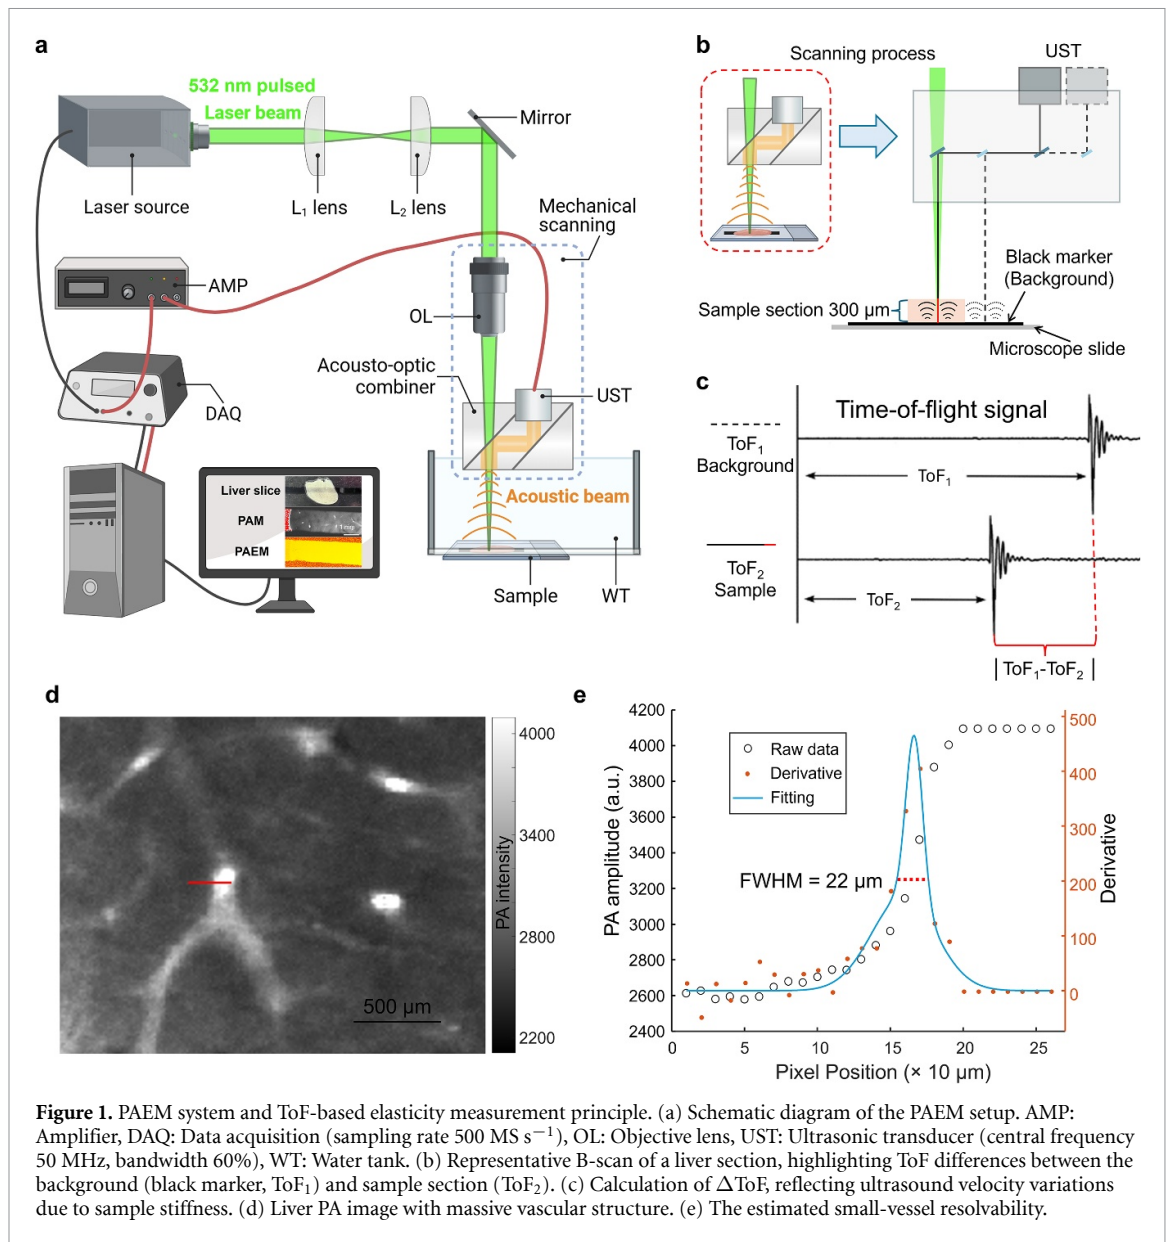 a
532 nm pulsed
Laser beam
Mirror
Laser source
L₁ lens
L₂ lens
Mechanical
scanning
AMP
OL
Acousto-optic
combiner
UST
DAQ
Liver slice
PAM
1 mm
PAEM
Acoustic beam
Sample
WT
b
Scanning process
UST
Black marker
(Background)
Sample section 300 μm
Microscope slide
c
Time-of-flight signal
ToF₁
Background
ToF₁
ToF₂
Sample
ToF₂
ToF₁-ToF₂
d
500 μm
4000
3400
2800
2200
PA intensity
e
4200
4000
3800
3600
3400
3200
3000
2800
2600
2400
PA amplitude (a.u.)
Raw data
Derivative
Fitting
FWHM = 22 μm
500
400
300
200
100
0
Derivative
0 5 10 15 20 25
Pixel Position (× 10 μm)
Figure 1. PAEM system and ToF-based elasticity measurement principle. (a) Schematic diagram of the PAEM setup. AMP:
Amplifier, DAQ: Data acquisition (sampling rate 500 MS s⁻¹), OL: Objective lens, UST: Ultrasonic transducer (central frequency
50 MHz, bandwidth 60%), WT: Water tank. (b) Representative B-scan of a liver section, highlighting ToF differences between the
background (black marker, ToF₁) and sample section (ToF₂). (c) Calculation of ΔToF, reflecting ultrasound velocity variations
due to sample stiffness. (d) Liver PA image with massive vascular structure. (e) The estimated small-vessel resolvability.